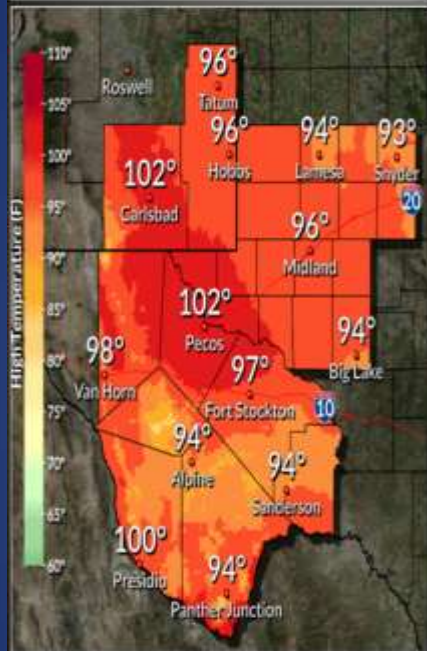 High Temperature (F)
110°
105°
100°
95°
90°
85°
80°
75°
70°
65°
60°
Roswell
96°
Tatum
96°
Hobbs
94°
Lamesa
93°
Snyder
102°
Carlsbad
20
96°
Midland
102°
Pecos
94°
Big Lake
98°
Van Horn
97°
Fort Stockton
10
94°
Alpine
94°
Sanderson
100°
Presidio
94°
Panther Junction